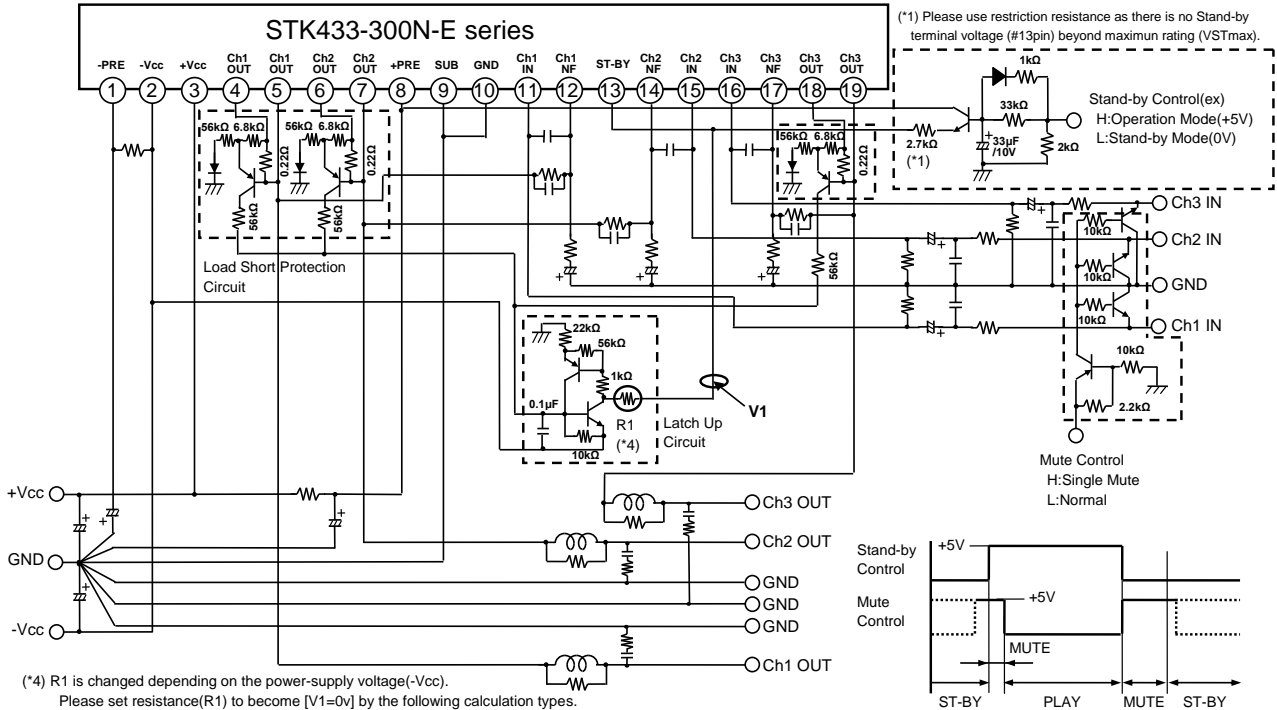 STK433-300N-E series
-PRE -Vcc +Vcc Ch1 OUT Ch1 OUT Ch2 OUT Ch2 OUT +PRE SUB GND Ch1 IN Ch1 NF ST-BY Ch2 NF Ch2 IN Ch3 IN Ch3 NF Ch3 OUT Ch3 OUT
1 2 3 4 5 6 7 8 9 10 11 12 13 14 15 16 17 18 19
(*1) Please use restriction resistance as there is no Stand-by
terminal voltage (#13pin) beyond maximun rating (VSTmax).
1kΩ
33kΩ
2.7kΩ
(*1)
33µF
/10V
2kΩ
Stand-by Control(ex)
H:Operation Mode(+5V)
L:Stand-by Mode(0V)
56kΩ 6.8kΩ
0.22Ω
56kΩ
56kΩ 6.8kΩ
0.22Ω
56kΩ
56kΩ 6.8kΩ
0.22Ω
56kΩ
Load Short Protection
Circuit
Ch3 IN
10kΩ
Ch2 IN
10kΩ
GND
10kΩ
Ch1 IN
10kΩ
2.2kΩ
Mute Control
H:Single Mute
L:Normal
22kΩ
56kΩ
1kΩ
0.1µF
R1
(*4)
10kΩ
Latch Up
Circuit
V1
+Vcc
GND
-Vcc
+ + + + + + + + + + +
Ch3 OUT
Ch2 OUT
GND
GND
GND
Ch1 OUT
Stand-by
Control
+5V
Mute
Control
+5V
MUTE
ST-BY PLAY MUTE ST-BY
(*4) R1 is changed depending on the power-supply voltage(-Vcc).
Please set resistance(R1) to become [V1=0v] by the following calculation types.